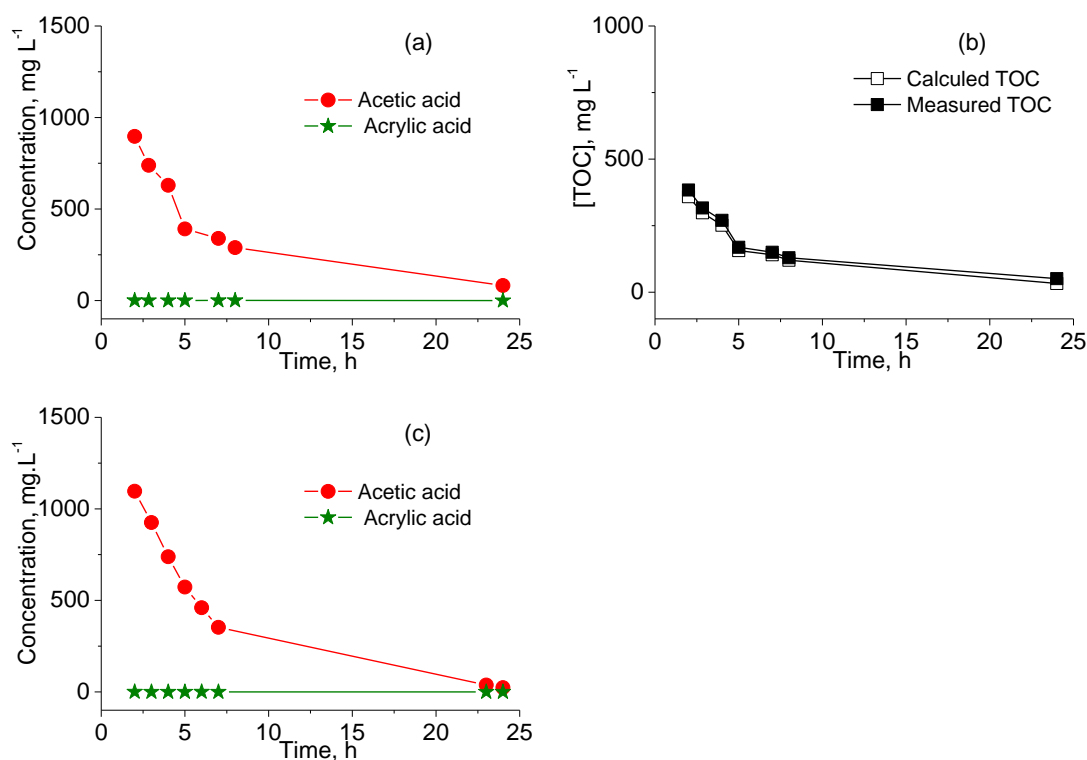 (a)
Concentration, mg L-1
1500
1000
500
0
Acetic acid
Acrylic acid
0 5 10 15 20 25
Time, h
(b)
[TOC], mg L-1
1000
500
0
Calculed TOC
Measured TOC
0 5 10 15 20 25
Time, h
(c)
Concentration, mg.L-1
1500
1000
500
0
Acetic acid
Acrylic acid
0 5 10 15 20 25
Time, h